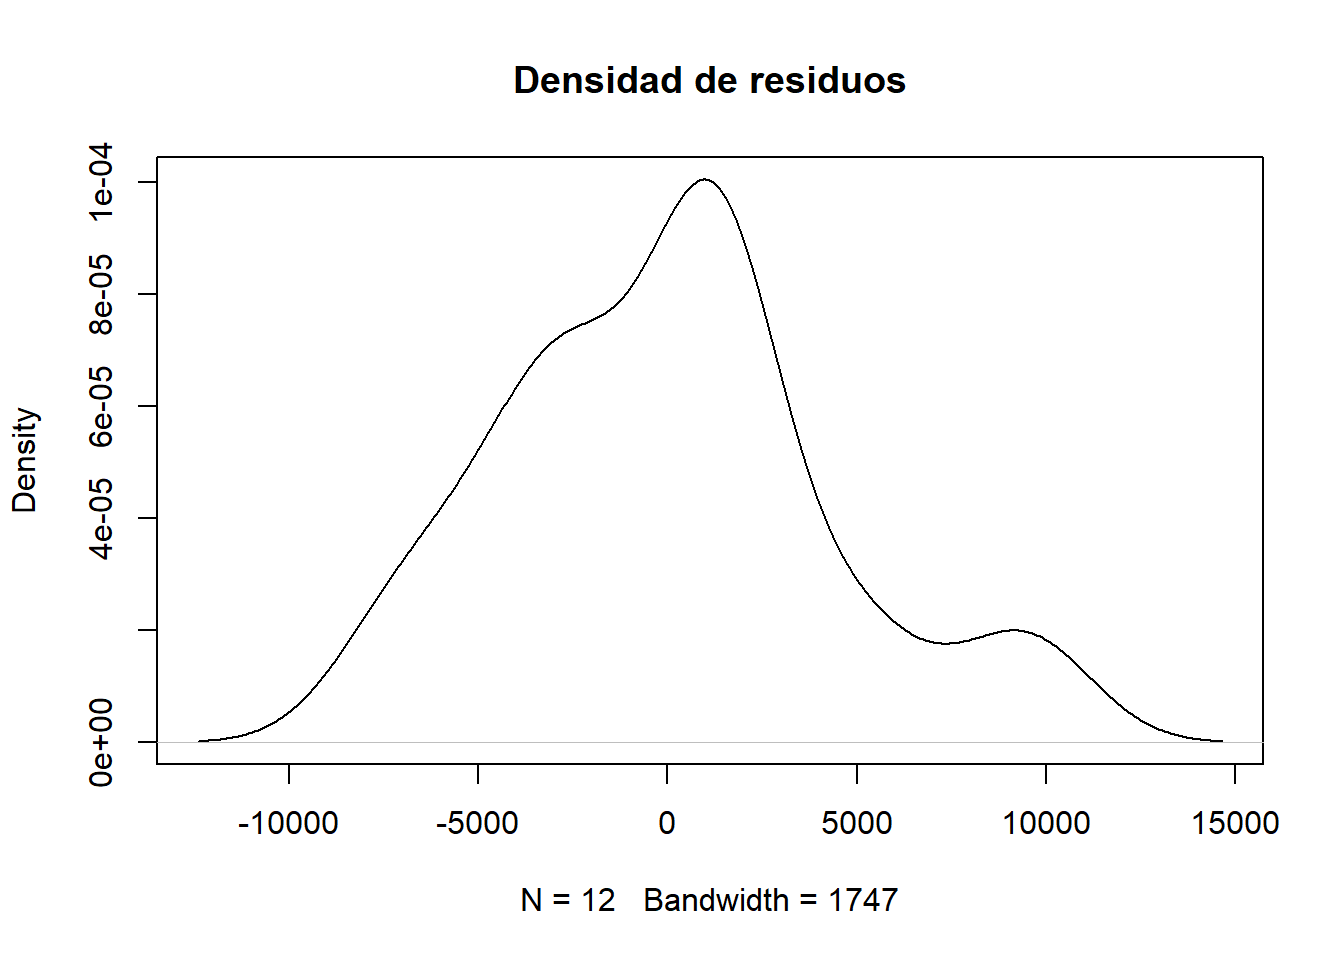 Densidad de residuos
Density
1e-04
8e-05
6e-05
4e-05
0e+00
-10000 -5000 0 5000 10000 15000
N = 12 Bandwidth = 1747